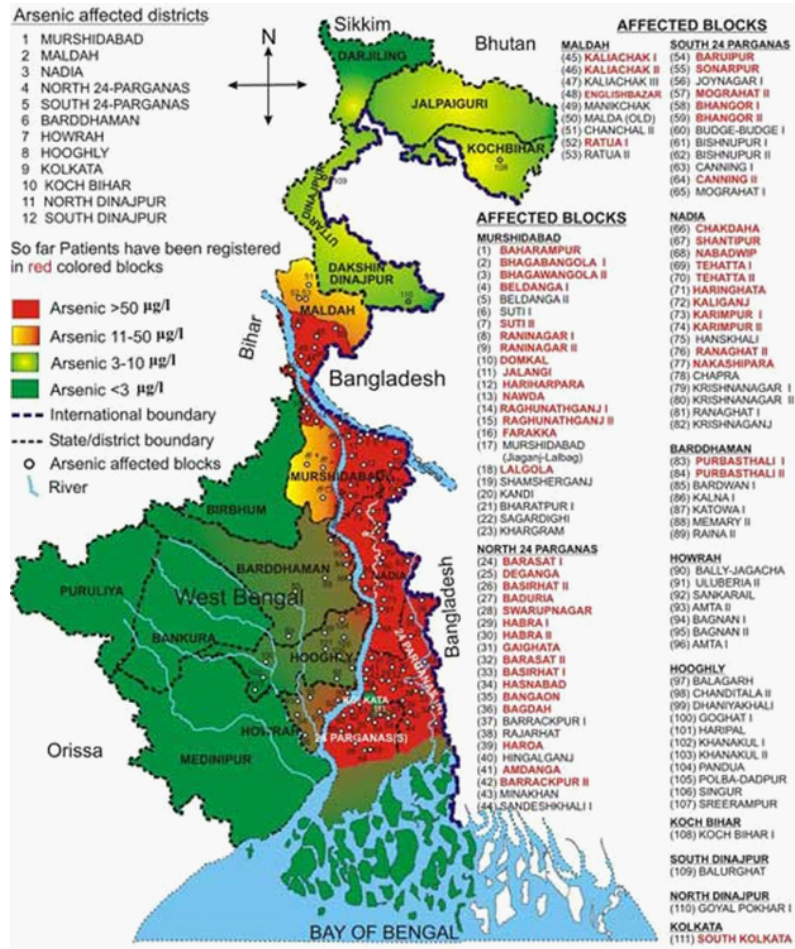 Arsenic affected districts
1 MURSHIDABAD
2 MALDAH
3 NADIA
4 NORTH 24-PARGANAS
5 SOUTH 24-PARGANAS
6 BARDDHAMAN
7 HOWRAH
8 HOOGHLY
9 KOLKATA
10 KOCH BIHAR
11 NORTH DINAJPUR
12 SOUTH DINAJPUR
So far Patients have been registered
in red colored blocks
Arsenic >50 µg/l
Arsenic 11-50 µg/l
Arsenic 3-10 µg/l
Arsenic <3 µg/l
International boundary
State/district boundary
Arsenic affected blocks
River
N
Sikkim
Bhutan
DARJILING
JALPAIGURI
KOCHBIHAR
108
109
UTTAR DINAJPUR
DAKSHIN
DINAJPUR
110
MALDAH
Bihar
Bangladesh
MURSHIDABAD
BIRBHUM
BARDDHAMAN
NADIA
PURULIYA
West Bengal
BANKURA
HOOGHLY
Bangladesh
24 PARGANAS(N)
KOLKATA
111
HOWRAH
24 PARGANAS(S)
MEDINIPUR
Orissa
BAY OF BENGAL
AFFECTED BLOCKS
MALDAH
(45) KALIACHAK I
(46) KALIACHAK II
(47) KALIACHAK III
(48) ENGLISHBAZAR
(49) MANIKCHAK
(50) MALDA (OLD)
(51) CHANCHAL II
(52) RATUA I
(53) RATUA II
AFFECTED BLOCKS
MURSHIDABAD
(1) BAHARAMPUR
(2) BHAGABANGOLA I
(3) BHAGAWANGOLA II
(4) BELDANGA I
(5) BELDANGA II
(6) SUTI I
(7) SUTI II
(8) RANINAGAR I
(9) RANINAGAR II
(10) DOMKAL
(11) JALANGI
(12) HARIHARPARA
(13) NAWDA
(14) RAGHUNATHGANJ I
(15) RAGHUNATHGANJ II
(16) FARAKKA
(17) MURSHIDABAD
(Jiaganj-Lalbag)
(18) LALGOLA
(19) SHAMSHERGANJ
(20) KANDI
(21) BHARATPUR I
(22) SAGARDIGHI
(23) KHARGRAM
NORTH 24 PARGANAS
(24) BARASAT I
(25) DEGANGA
(26) BASIRHAT II
(27) BADURIA
(28) SWARUPNAGAR
(29) HABRA I
(30) HABRA II
(31) GAIGHATA
(32) BARASAT II
(33) BASIRHAT I
(34) HASNABAD
(35) BANGAON
(36) BAGDAH
(37) BARRACKPUR I
(38) RAJARHAT
(39) HAROA
(40) HINGALGANJ
(41) AMDANGA
(42) BARRACKPUR II
(43) MINAKHAN
(44) SANDESHKHALI I
SOUTH 24 PARGANAS
(54) BARUIPUR
(55) SONARPUR
(56) JOYNAGAR I
(57) MOGRAHAT II
(58) BHANGOR I
(59) BHANGOR II
(60) BUDGE-BUDGE I
(61) BISHNUPUR I
(62) BISHNUPUR II
(63) CANNING I
(64) CANNING II
(65) MOGRAHAT I
NADIA
(66) CHAKDAHA
(67) SHANTIPUR
(68) NABADWIP
(69) TEHATTA I
(70) TEHATTA II
(71) HARINGHATA
(72) KALIGANJ
(73) KARIMPUR I
(74) KARIMPUR II
(75) HANSKHALI
(76) RANAGHAT II
(77) NAKASHIPARA
(78) CHAPRA
(79) KRISHNANAGAR I
(80) KRISHNANAGAR II
(81) RANAGHAT I
(82) KRISHNGANJ
BARDDHAMAN
(83) PURBASTHALI I
(84) PURBASTHALI II
(85) BARDWAN I
(86) KALNA I
(87) KATOWA I
(88) MEMARY II
(89) RAINA II
HOWRAH
(90) BALLY-JAGACHA
(91) ULUBERIA II
(92) SANKARAIL
(93) AMTA II
(94) BAGNAN I
(95) BAGNAN II
(96) AMTA I
HOOGHLY
(97) BALAGARH
(98) CHANDITALA II
(99) DHANIYAKHALI
(100) GOGHAT I
(101) HARIPAL
(102) KHANAKUL I
(103) KHANAKUL II
(104) PANDUA
(105) POLBA-DADPUR
(106) SINGUR
(107) SREERAMPUR
KOCH BIHAR
(108) KOCH BIHAR I
SOUTH DINAJPUR
(109) BALURGHAT
NORTH DINAJPUR
(110) GOYAL POKHAR I
KOLKATA
(111) SOUTH KOLKATA